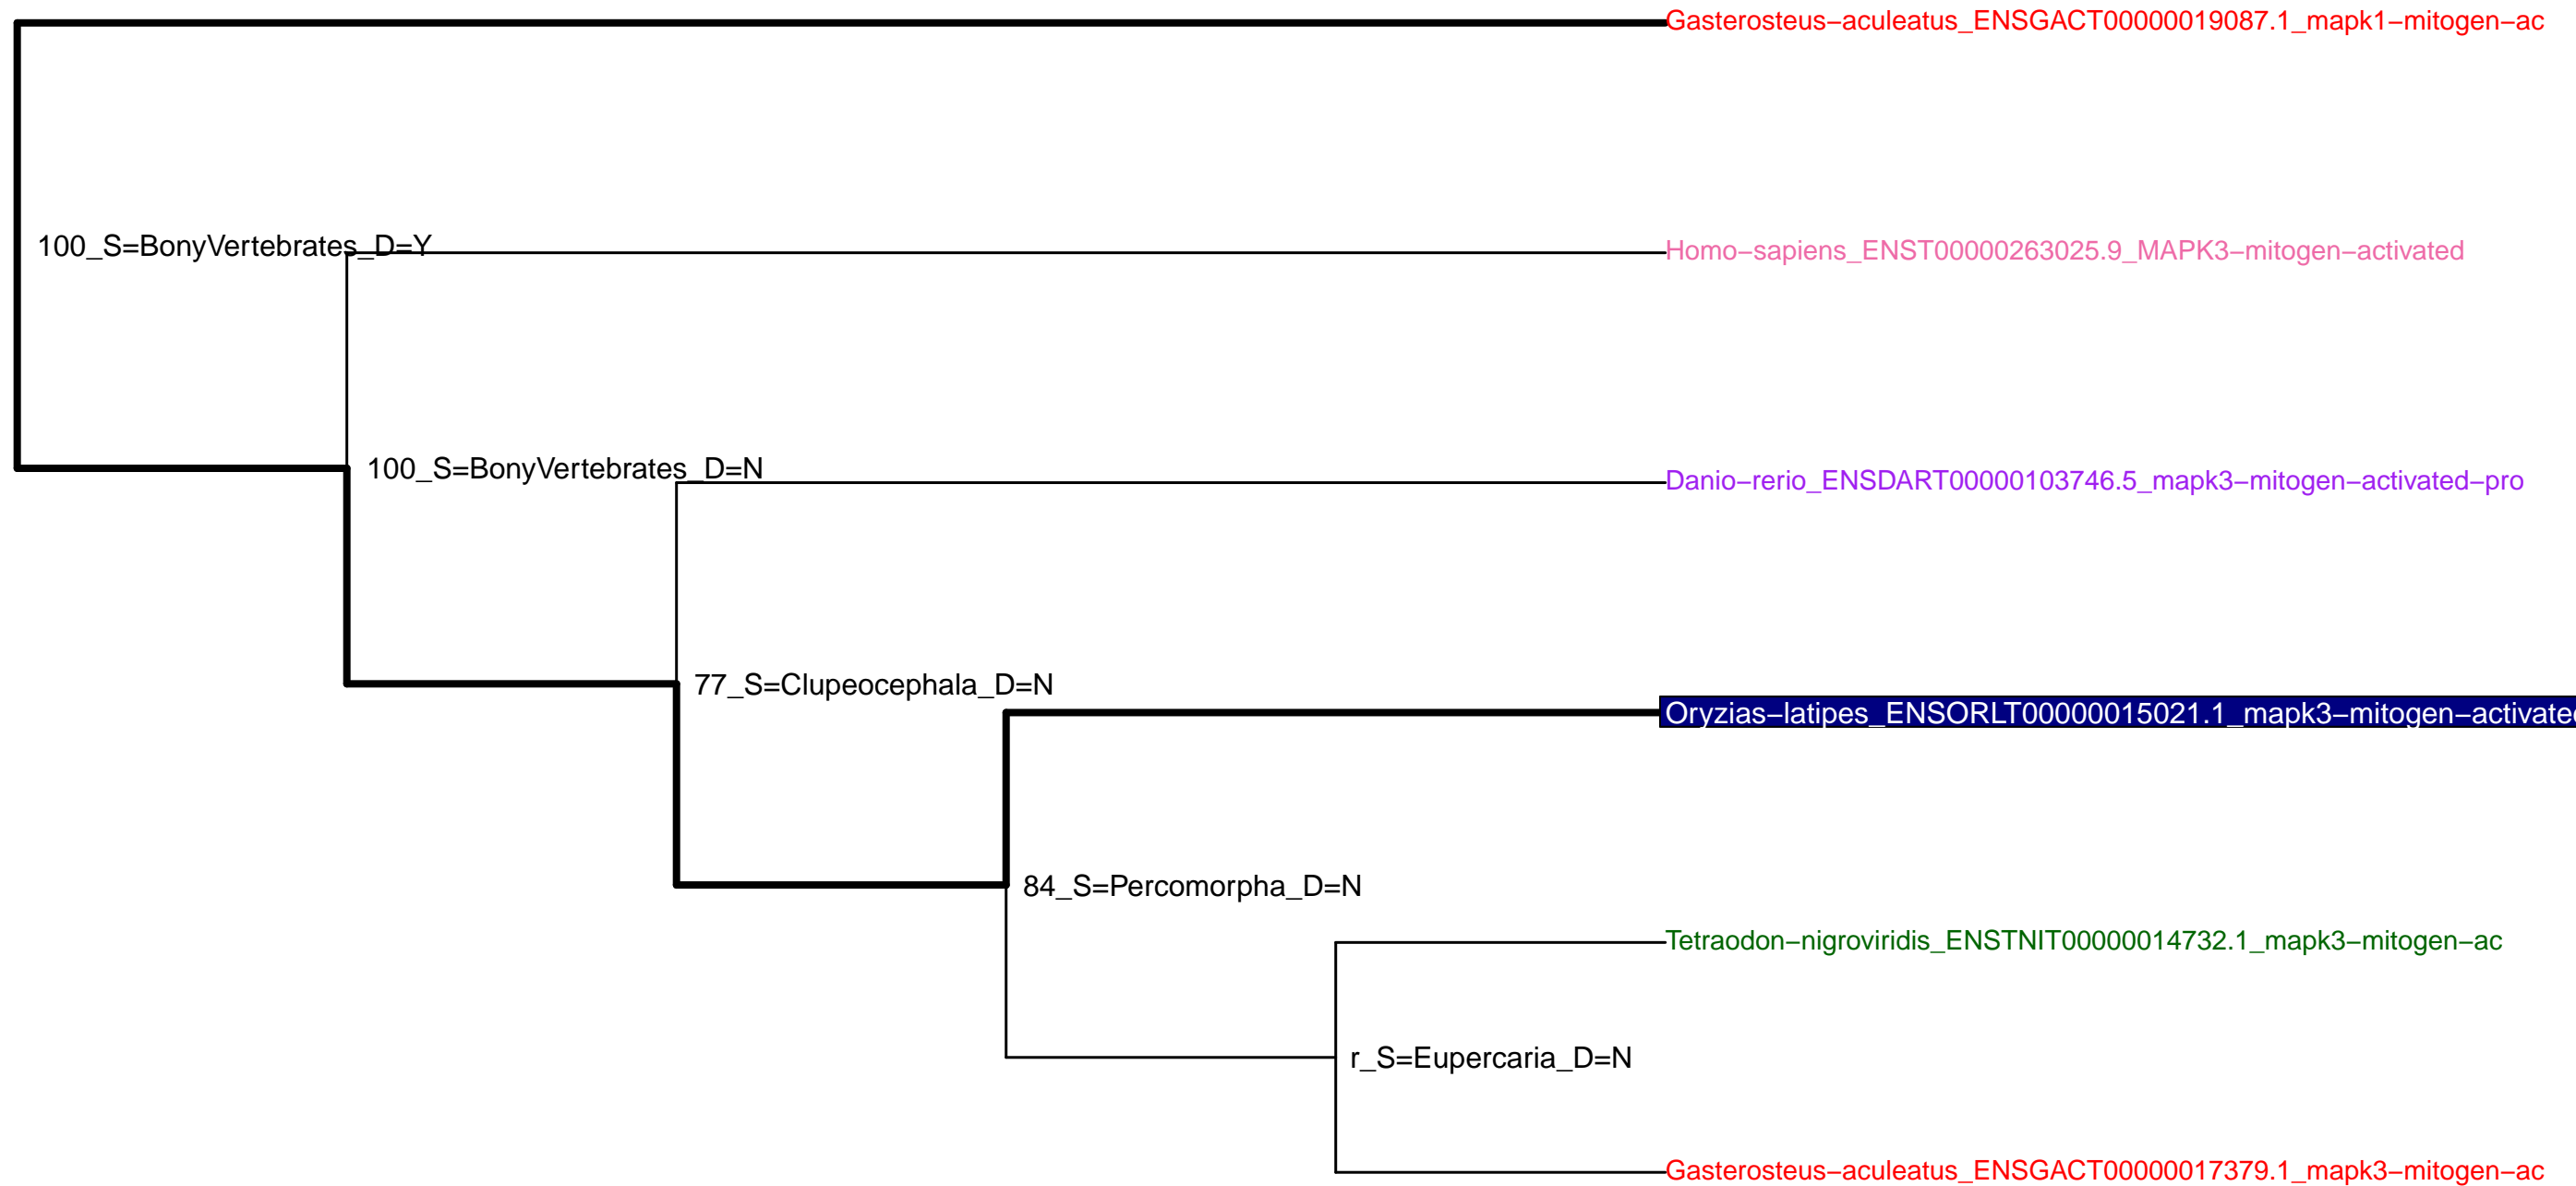 Gasterosteus−aculeatus_ENSGACT00000019087.1_mapk1−mitogen−ac
100_S=BonyVertebrates_D=Y
Homo−sapiens_ENST00000263025.9_MAPK3−mitogen−activated
100_S=BonyVertebrates_D=N
Danio−rerio_ENSDART00000103746.5_mapk3−mitogen−activated−pro
77_S=Clupeocephala_D=N
Oryzias−latipes_ENSORLT00000015021.1_mapk3−mitogen−activated
84_S=Percomorpha_D=N
Tetraodon−nigroviridis_ENSTNIT00000014732.1_mapk3−mitogen−ac
r_S=Eupercaria_D=N
Gasterosteus−aculeatus_ENSGACT00000017379.1_mapk3−mitogen−ac